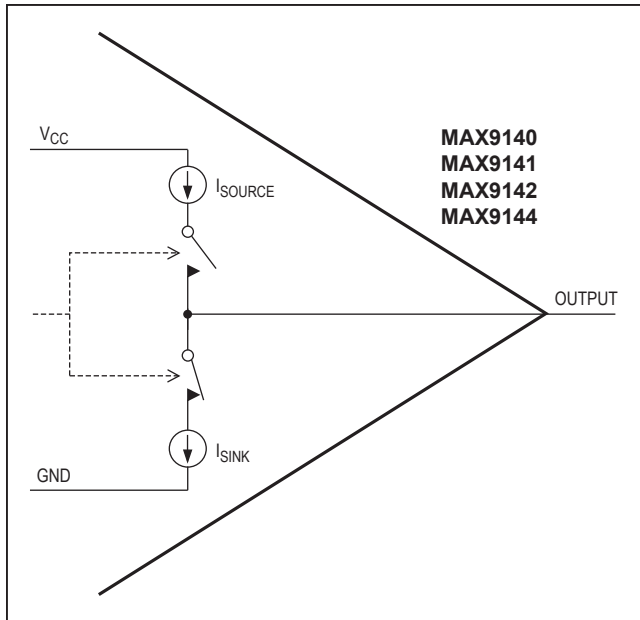 MAX9140
MAX9141
MAX9142
MAX9144
VCC
ISOURCE
OUTPUT
ISINK
GND